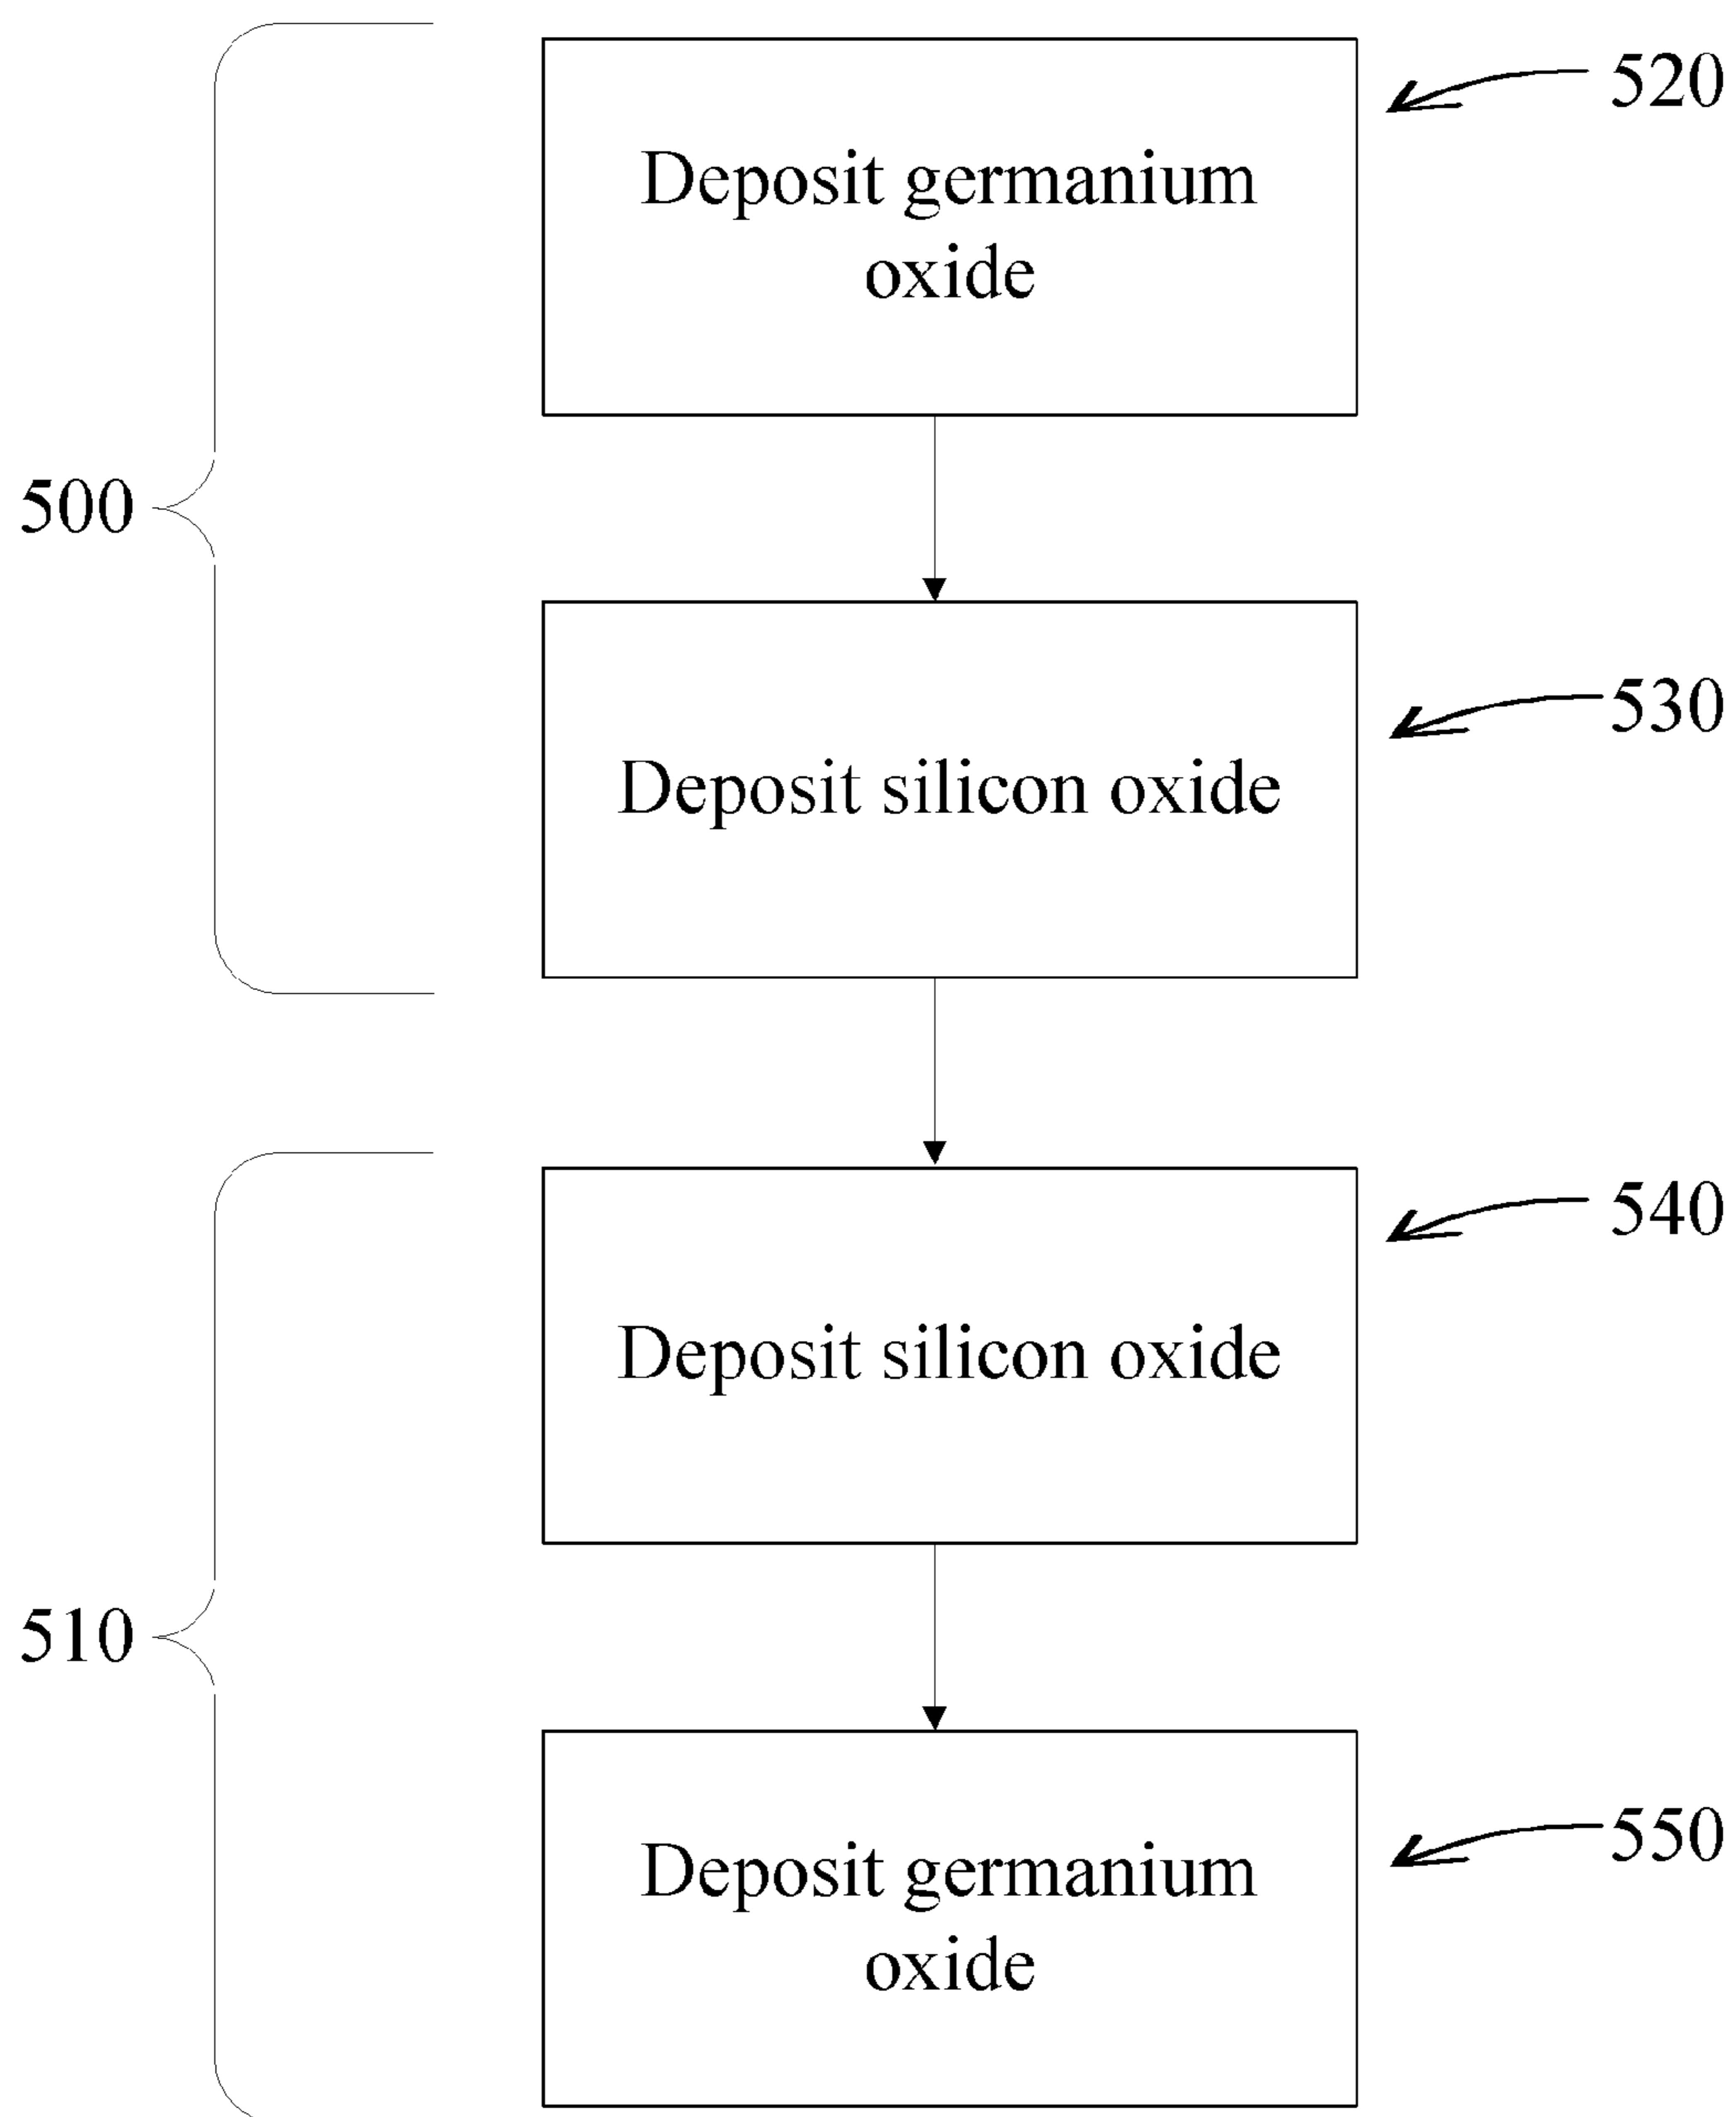 520
Deposit germanium
oxide
500
530
Deposit silicon oxide
540
Deposit silicon oxide
510
550
Deposit germanium
oxide